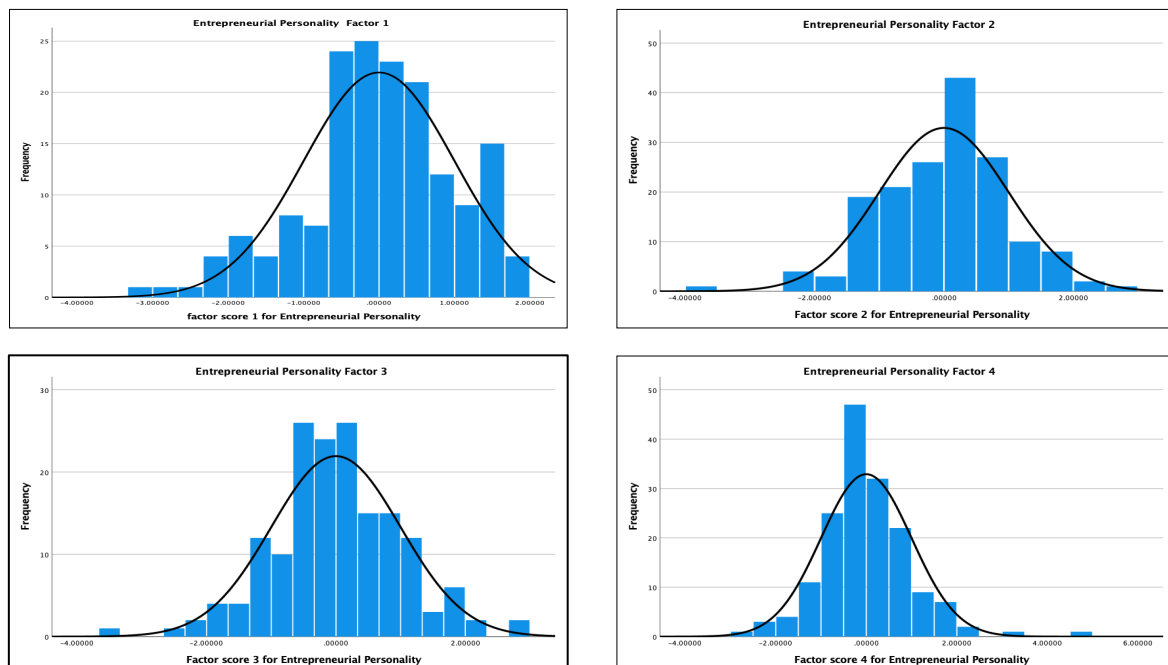 Entrepreneurial Personality Factor 1
25
20
15
10
5
0
Frequency
-4.00000 -3.00000 -2.00000 -1.00000 .00000 1.00000 2.00000
factor score 1 for Entrepreneurial Personality
Entrepreneurial Personality Factor 2
50
40
30
20
10
0
Frequency
-4.00000 -2.00000 .00000 2.00000
Factor score 2 for Entrepreneurial Personality
Entrepreneurial Personality Factor 3
30
20
10
0
Frequency
-4.00000 -2.00000 .00000 2.00000
Factor score 3 for Entrepreneurial Personality
Entrepreneurial Personality Factor 4
50
40
30
20
10
0
Frequency
-4.00000 -2.00000 .00000 2.00000 4.00000 6.00000
Factor score 4 for Entrepreneurial Personality